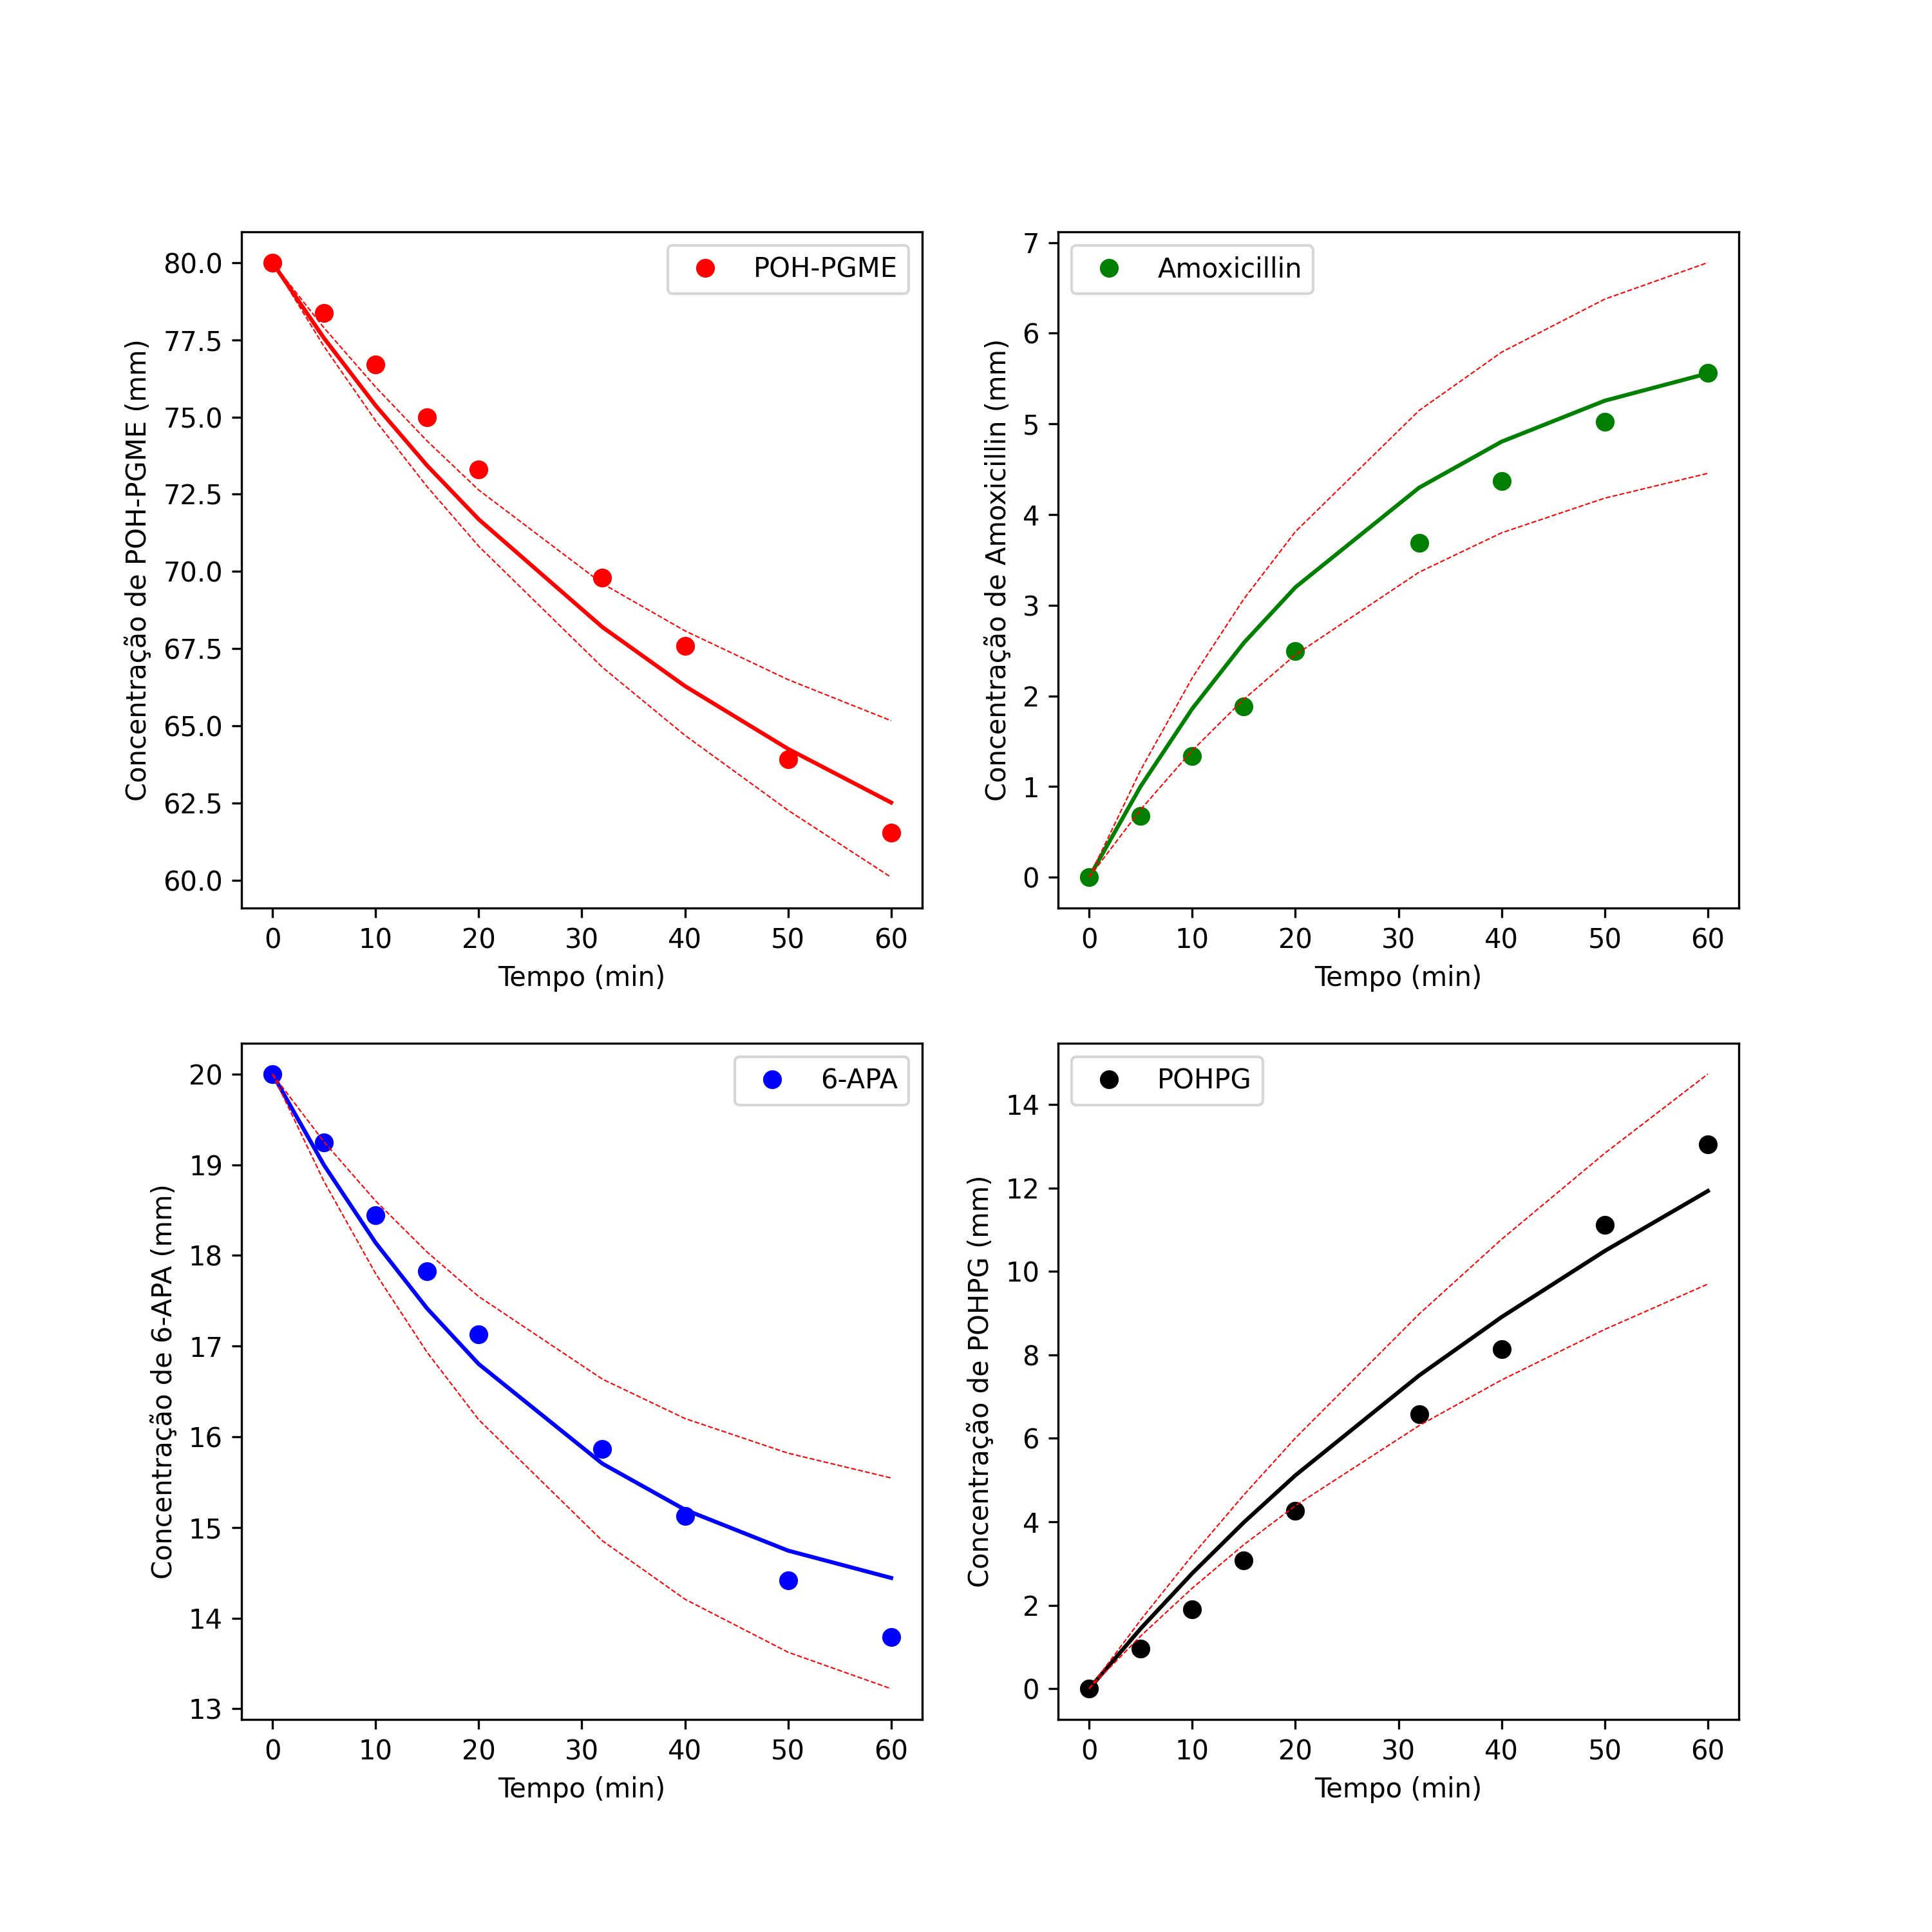 POH-PGME
80.0
77.5
75.0
72.5
70.0
67.5
65.0
62.5
60.0
Concentração de POH-PGME (mm)
0 10 20 30 40 50 60
Tempo (min)
Amoxicillin
7
6
5
4
3
2
1
0
Concentração de Amoxicillin (mm)
0 10 20 30 40 50 60
Tempo (min)
6-APA
20
19
18
17
16
15
14
13
Concentração de 6-APA (mm)
0 10 20 30 40 50 60
Tempo (min)
POHPG
14
12
10
8
6
4
2
0
Concentração de POHPG (mm)
0 10 20 30 40 50 60
Tempo (min)